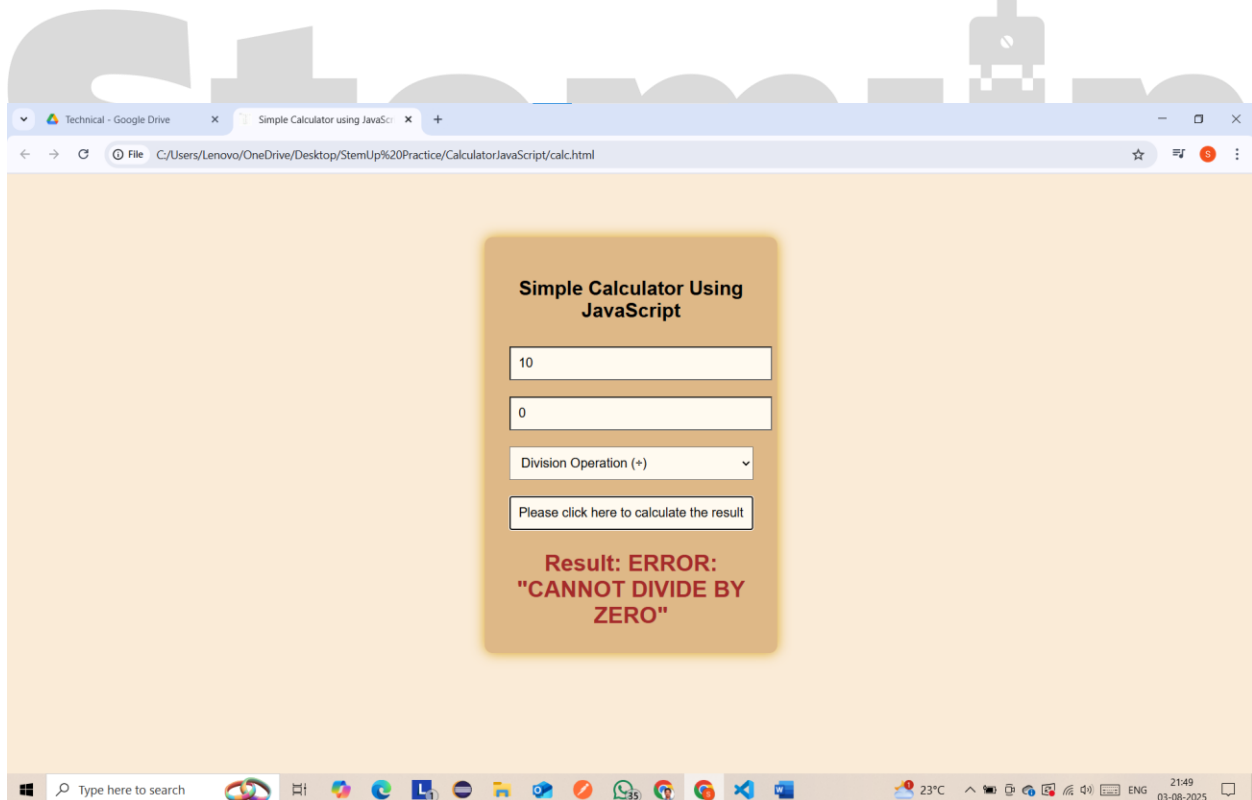 Technical - Google Drive
Simple Calculator using JavaScr
File C:/Users/Lenovo/OneDrive/Desktop/StemUp%20Practice/CalculatorJavaScript/calc.html
S
Simple Calculator Using
JavaScript
10
0
Division Operation (÷)
Please click here to calculate the result
Result: ERROR:
"CANNOT DIVIDE BY
ZERO"
Type here to search
35
23°C
ENG
21:49
03-08-2025